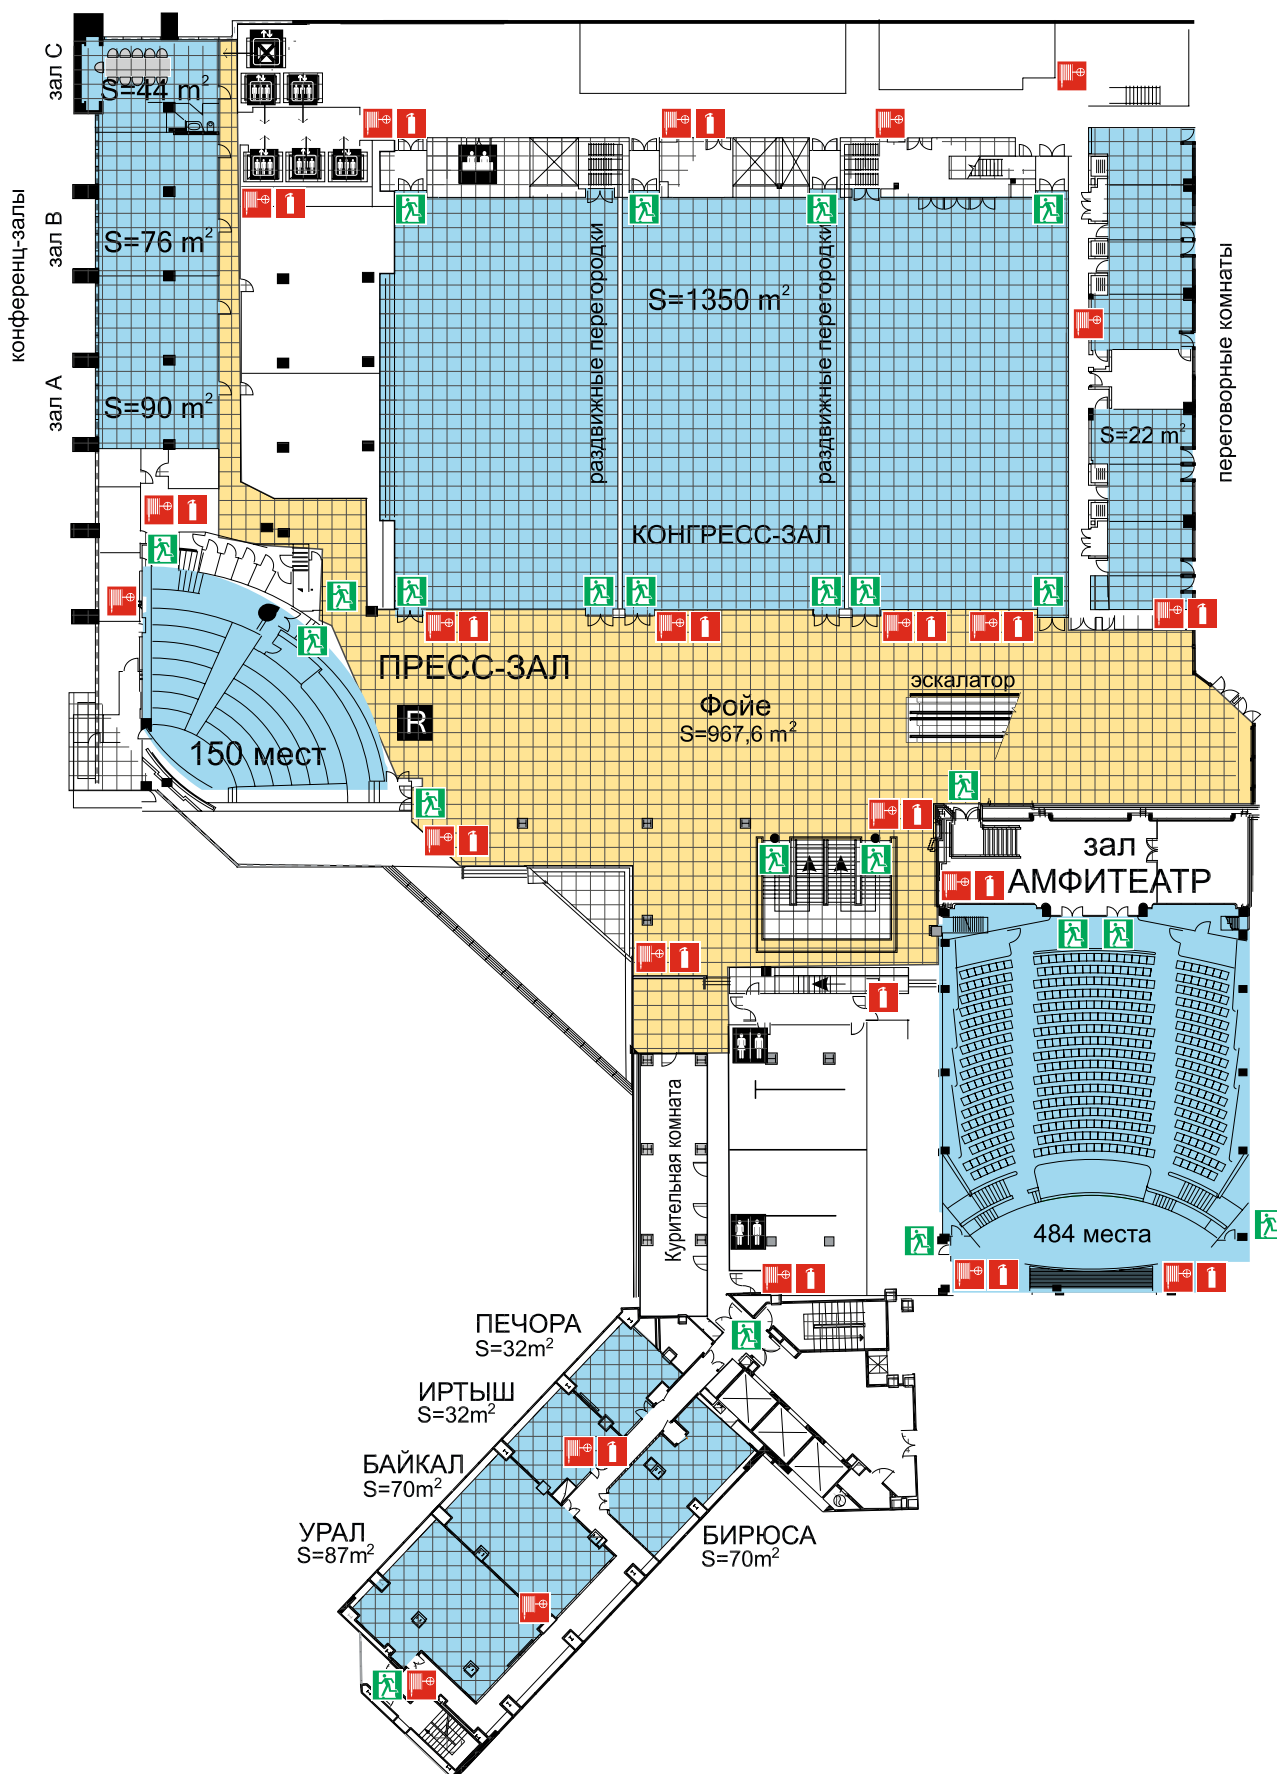 зал C
S=44 m²
конференц-залы
зал B
S=76 m²
зал A
S=90 m²
раздвижные перегородки
S=1350 m²
раздвижные перегородки
КОНГРЕСС-ЗАЛ
переговорные комнаты
S=22 m²
ПРЕСС-ЗАЛ
150 мест
R
Фойе
S=967,6 m²
эскалатор
зал
АМФИТЕАТР
484 места
Курительная комната
ПЕЧОРА
S=32m²
ИРТЫШ
S=32m²
БАЙКАЛ
S=70m²
УРАЛ
S=87m²
БИРЮСА
S=70m²